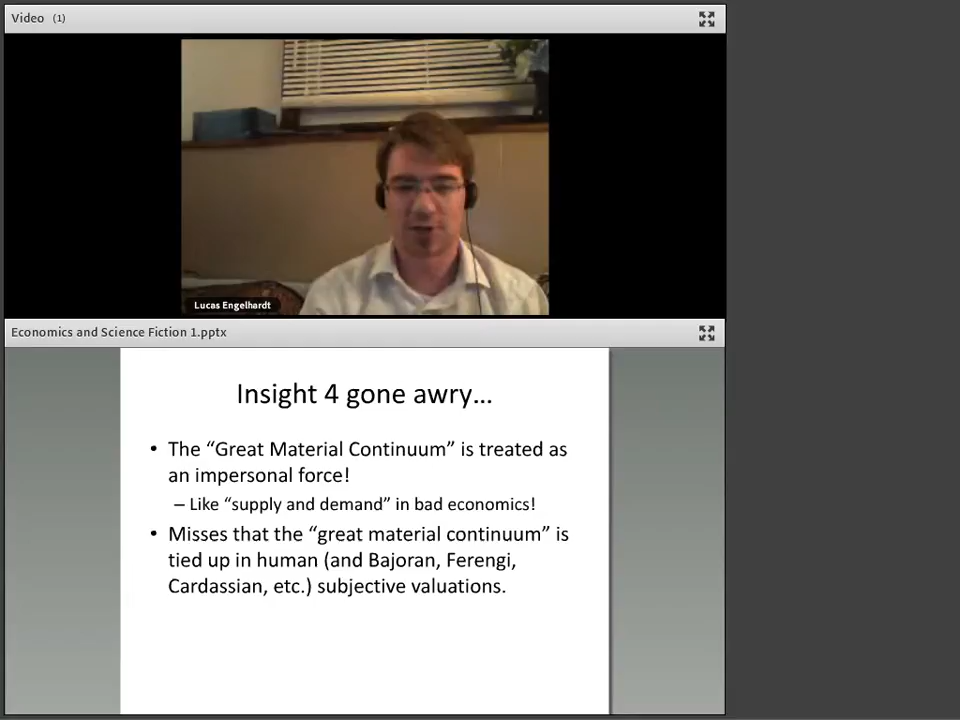 Video (1)
Lucas Engelhardt
Economics and Science Fiction 1.pptx
Insight 4 gone awry…
• The “Great Material Continuum” is treated as
an impersonal force!
– Like “supply and demand” in bad economics!
• Misses that the “great material continuum” is
tied up in human (and Bajoran, Ferengi,
Cardassian, etc.) subjective valuations.